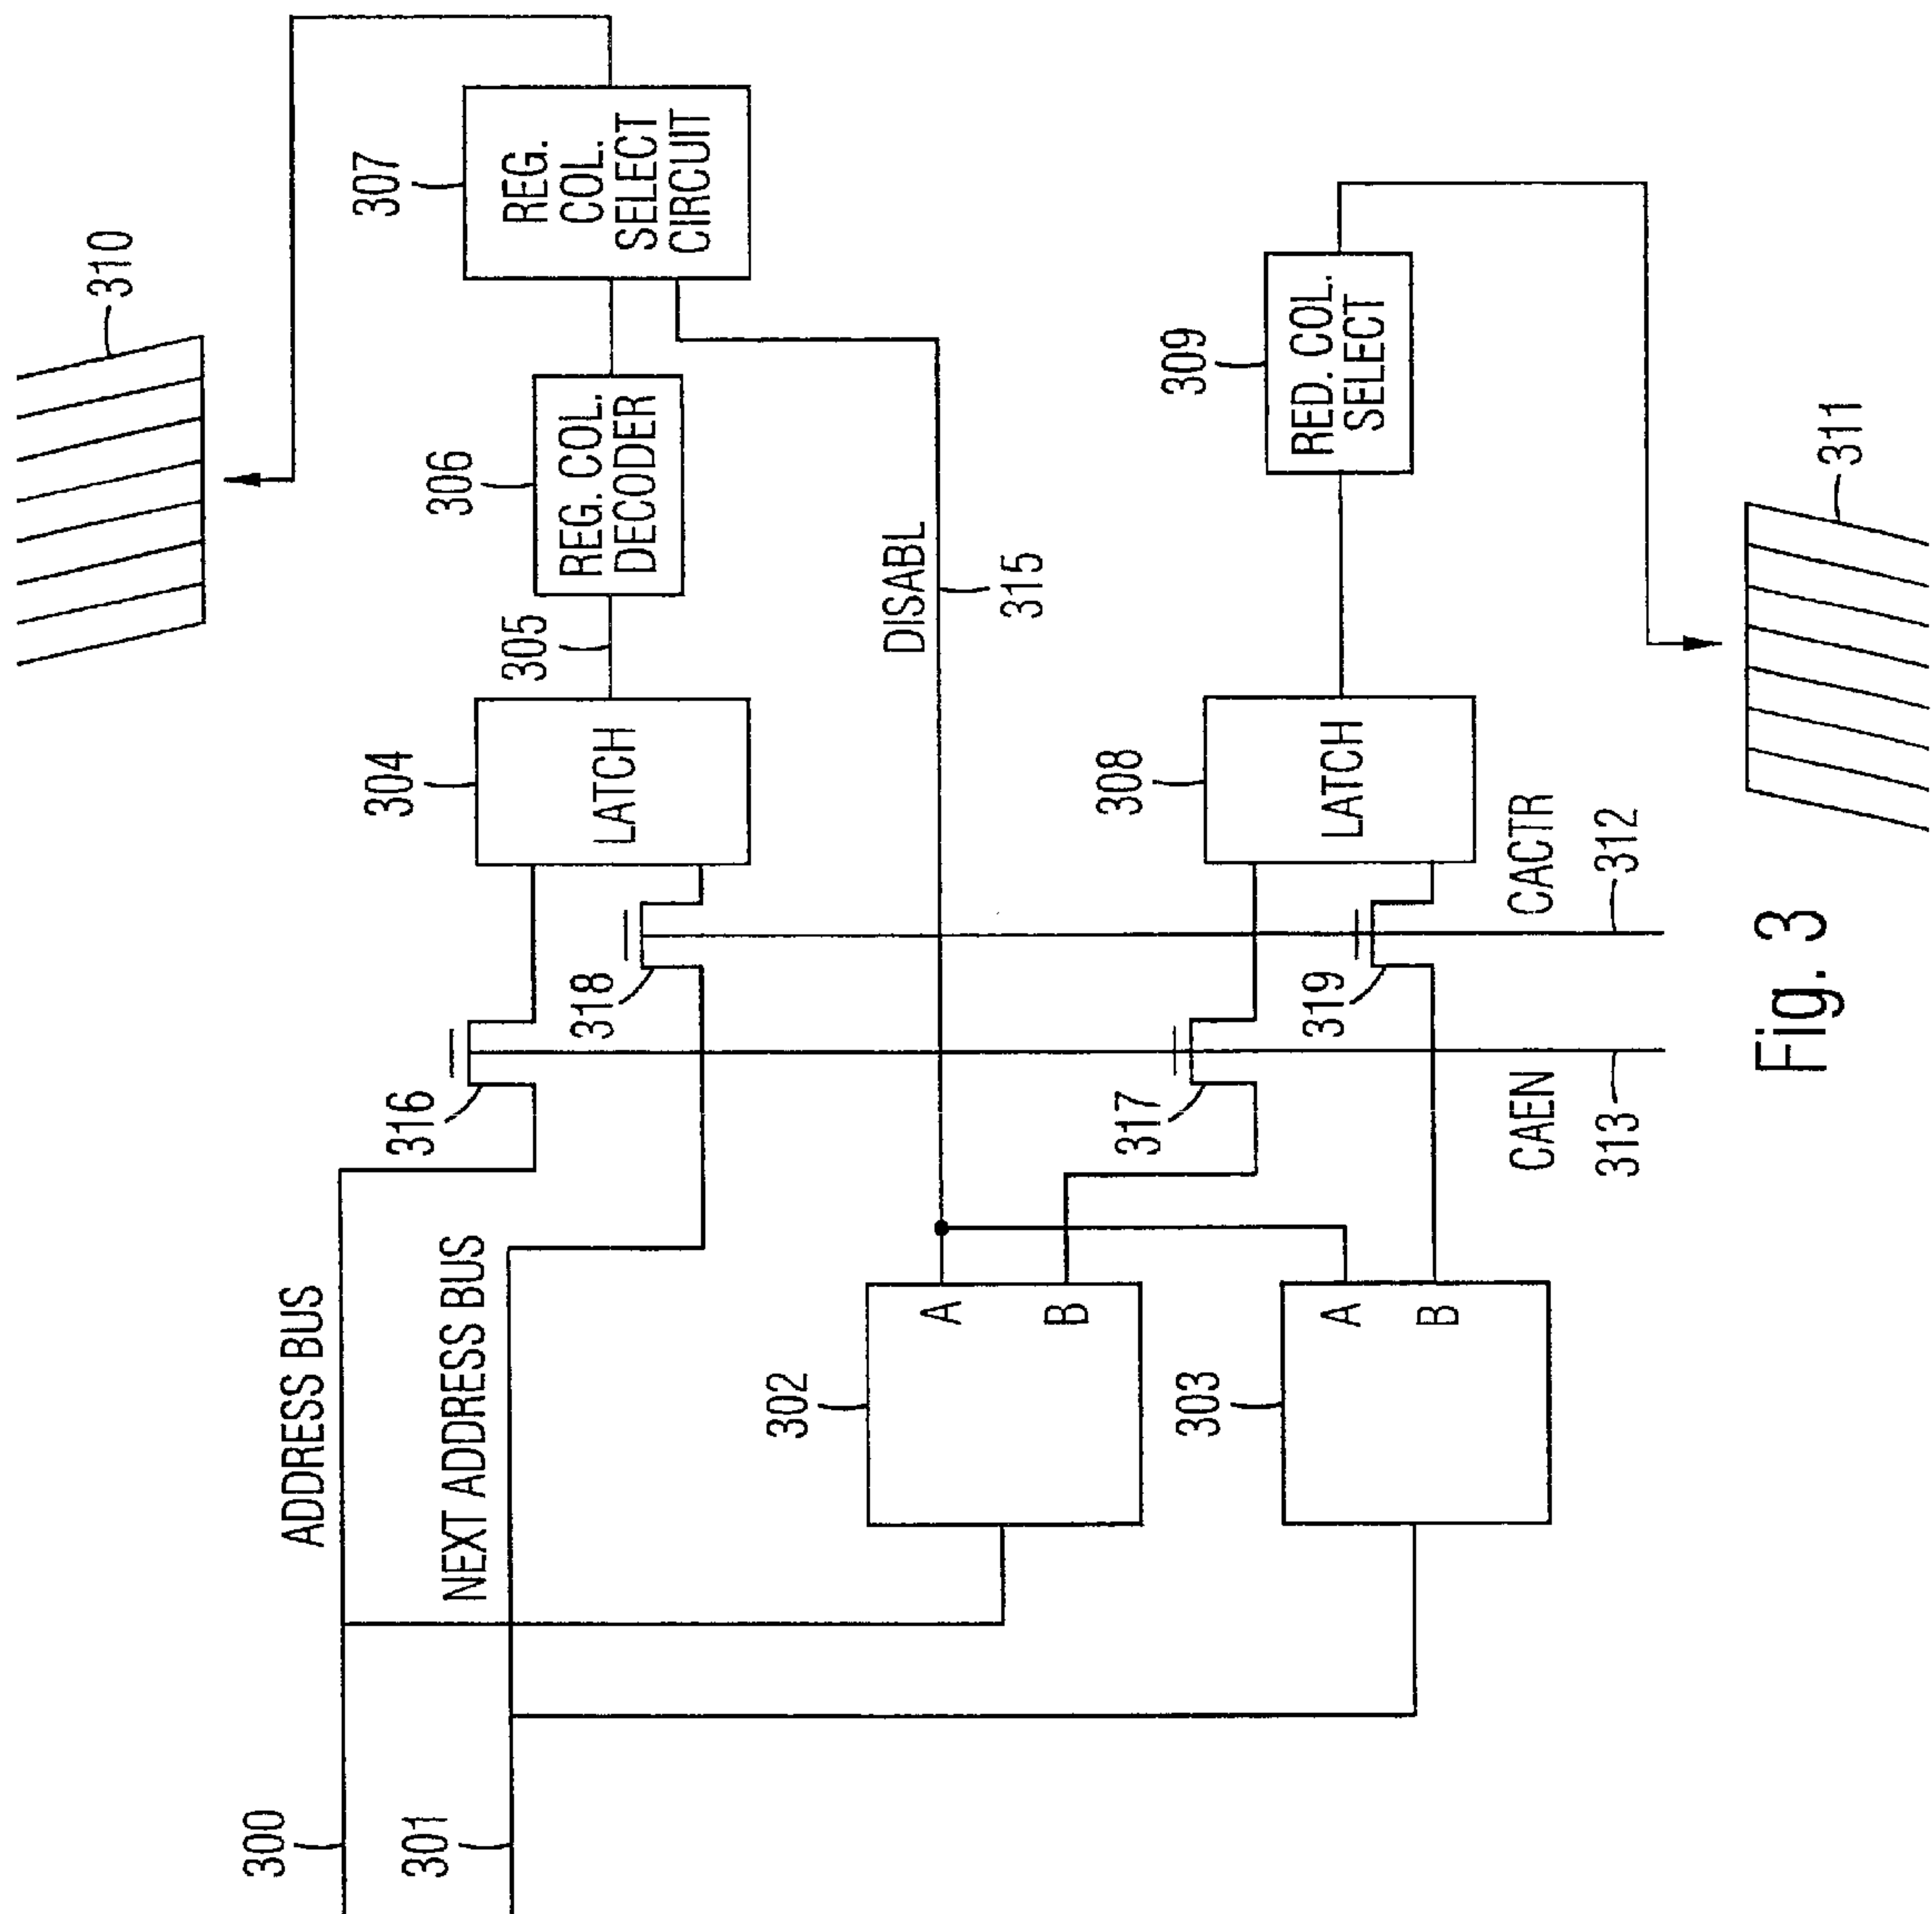 310
307
REG.
COL.
SELECT
CIRCUIT
306
REG. COL.
DECODER
305
304
LATCH
316
318
ADDRESS BUS
NEXT ADDRESS BUS
300
301
DISABL
315
302
A
B
303
A
B
317
319
308
LATCH
309
RED. COL.
SELECT
311
CACTR
312
CAEN
313
Fig. 3